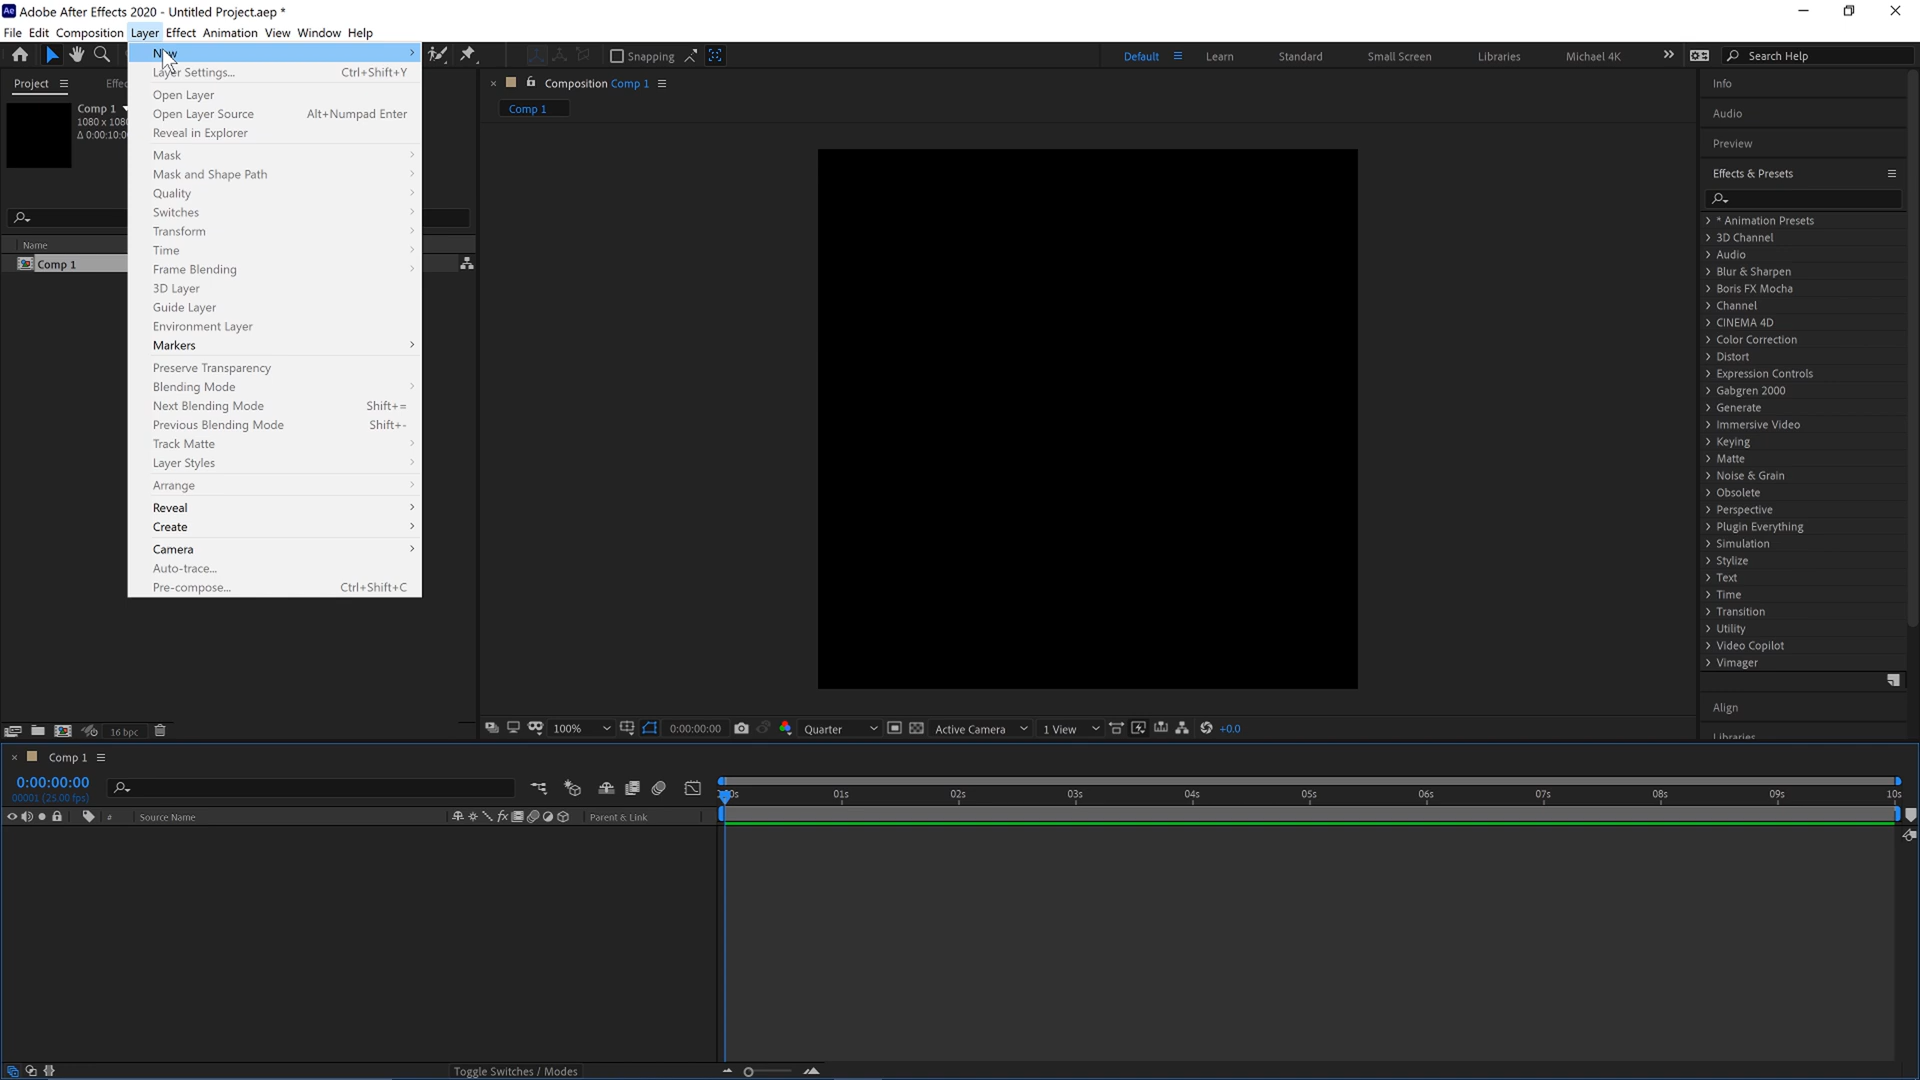 Adobe After Effects 2020 - Untitled Project.aep *
File Edit Composition Layer Effect Animation View Window Help
Snapping
Default Learn Standard Small Screen Libraries Michael 4K Search Help
Layer Settings... Ctrl+Shift+Y
Open Layer
Open Layer Source Alt+Numpad Enter
Reveal in Explorer
Mask
Mask and Shape Path
Quality
Switches
Transform
Time
Frame Blending
3D Layer
Guide Layer
Environment Layer
Markers
Preserve Transparency
Blending Mode
Next Blending Mode Shift+=
Previous Blending Mode Shift+-
Track Matte
Layer Styles
Arrange
Reveal
Create
Camera
Auto-trace...
Pre-compose... Ctrl+Shift+C
Project
Comp 1
Name
Comp 1
16 bpc
Composition Comp 1
Comp 1
100% 0:00:00:00 Quarter Active Camera 1 View +0.0
Info
Audio
Preview
Effects & Presets
* Animation Presets
3D Channel
Audio
Blur & Sharpen
Boris FX Mocha
Channel
CINEMA 4D
Color Correction
Distort
Expression Controls
Gabgren 2000
Generate
Immersive Video
Keying
Matte
Noise & Grain
Obsolete
Perspective
Plugin Everything
Simulation
Stylize
Text
Time
Transition
Utility
Video Copilot
Vimager
Align
Libraries
Comp 1
0:00:00:00
00001 (25.00 fps)
01s 02s 03s 04s 05s 06s 07s 08s 09s 10s
# Source Name Parent & Link
Toggle Switches / Modes